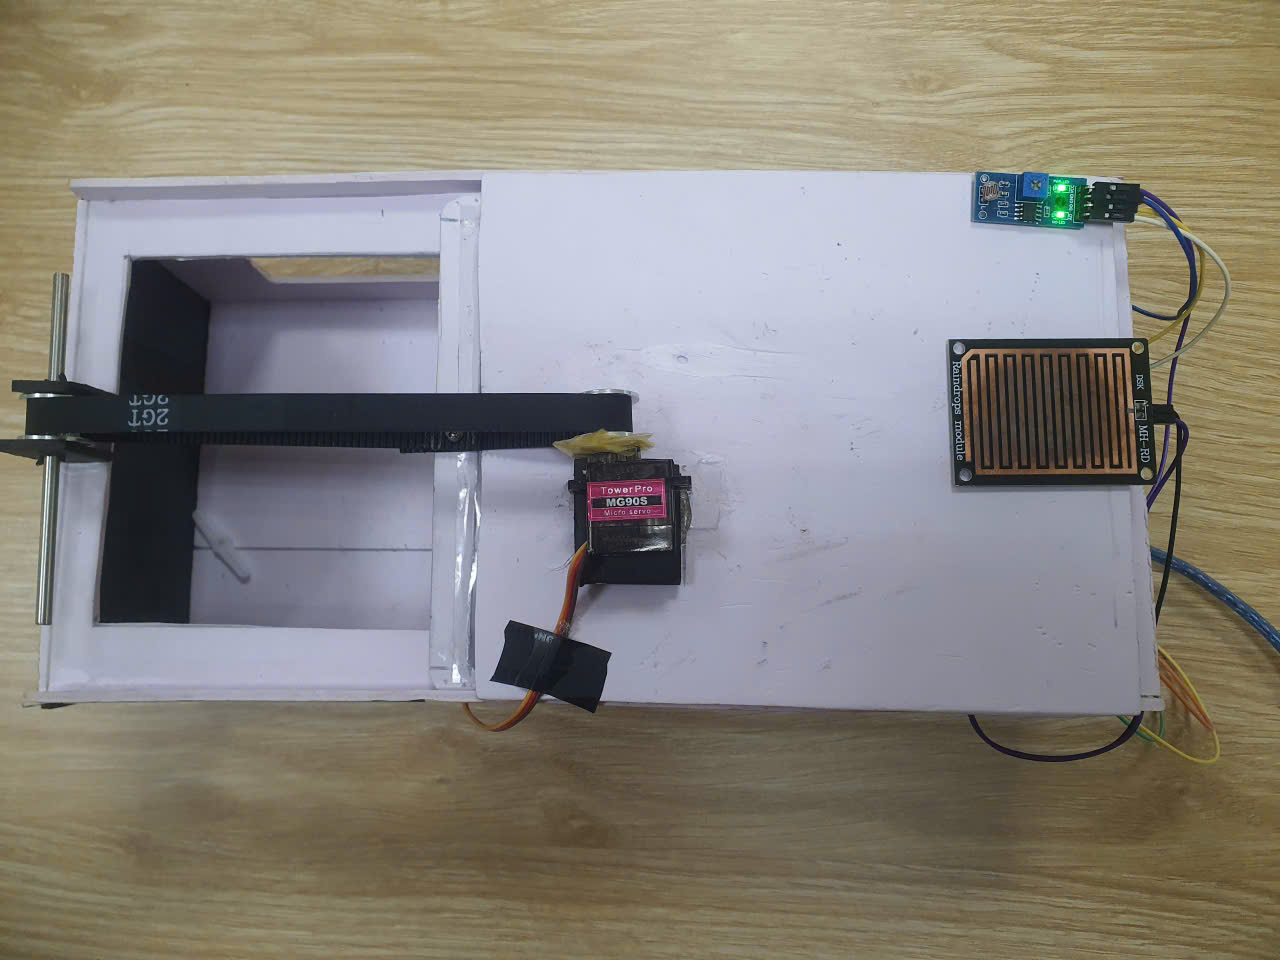 2GT
2GT
TowerPro
MG90S
Micro servo
Raindrops module
DSK
MH-RD